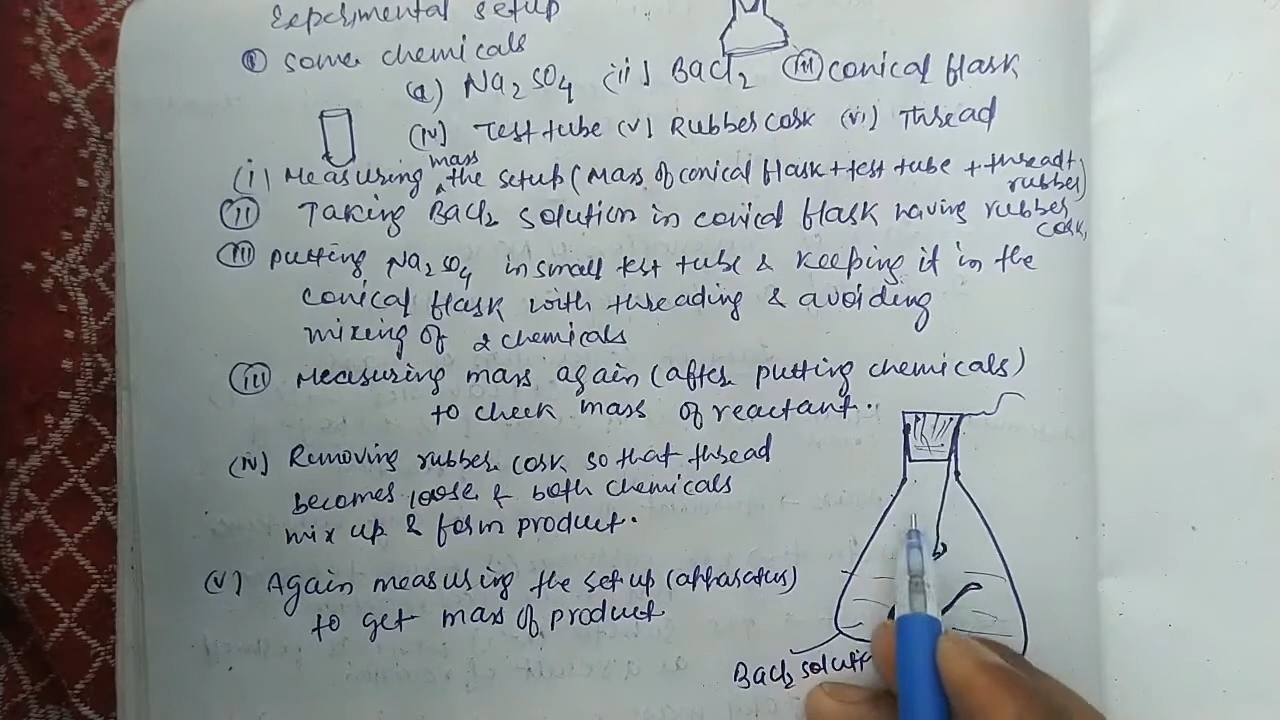 Experimental setup
① some chemicals
(a) Na2SO4 (ii) BaCl2 (iii) conical flask
(iv) Test tube (v) Rubber cork (vi) Thread
(i) Measuring mass the setup (Mass of conical flask + test tube + thread + rubber)
(ii) Taking BaCl2 solution in conical flask having rubber cork,
(iii) putting Na2SO4 in small test tube & keeping it in the
conical flask with threading & avoiding
mixing of 2 chemicals
(iii) Measuring mass again (after putting chemicals)
to check mass of reactant.
(iv) Removing rubber cork so that thread
becomes loose & both chemicals
mix up & form product.
(v) Again measuring the set up (apparatus)
to get mass of product
BaCl2 soluti